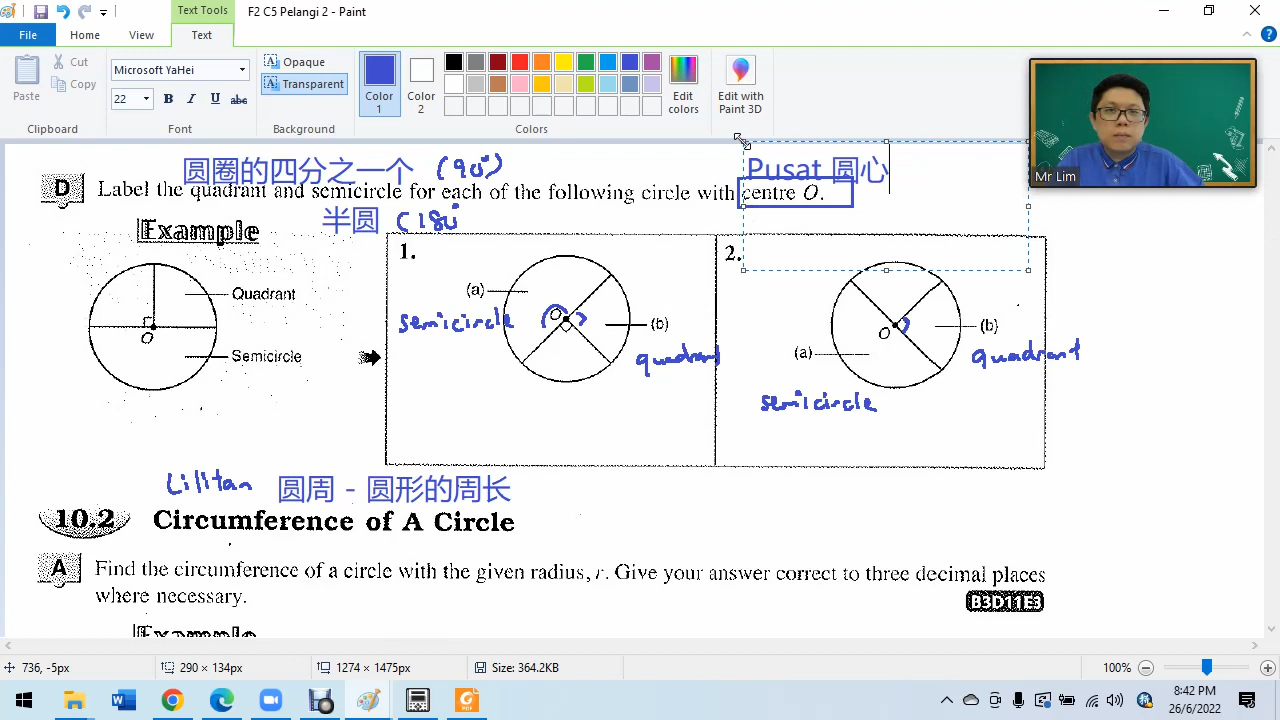 Text Tools
F2 C5 Pelangi 2 - Paint
File Home View Text
Paste
Cut
Copy
Clipboard
Microsoft YaHei
22
B I U abc
Font
Opaque
Transparent
Background
Color 1
Color 2
Edit colors
Colors
Edit with Paint 3D
Mr Lim
圆圈的四分之一个 (90°)
Pusat 圆心
D Label the quadrant and semicircle for each of the following circle with centre O.
半圆 (180°
Example
Quadrant
O
Semicircle
1.
(a)
semicircle
O
(b)
quadrant
2.
O
(b)
(a)
quadrant
semicircle
Lilitan 圆周 - 圆形的周长
10.2 Circumference of A Circle
A Find the circumference of a circle with the given radius, r. Give your answer correct to three decimal places
where necessary.
B3D11E3
Example
736, -5px
290 × 134px
1274 × 1475px
Size: 364.2KB
100%
8:42 PM
26/6/2022